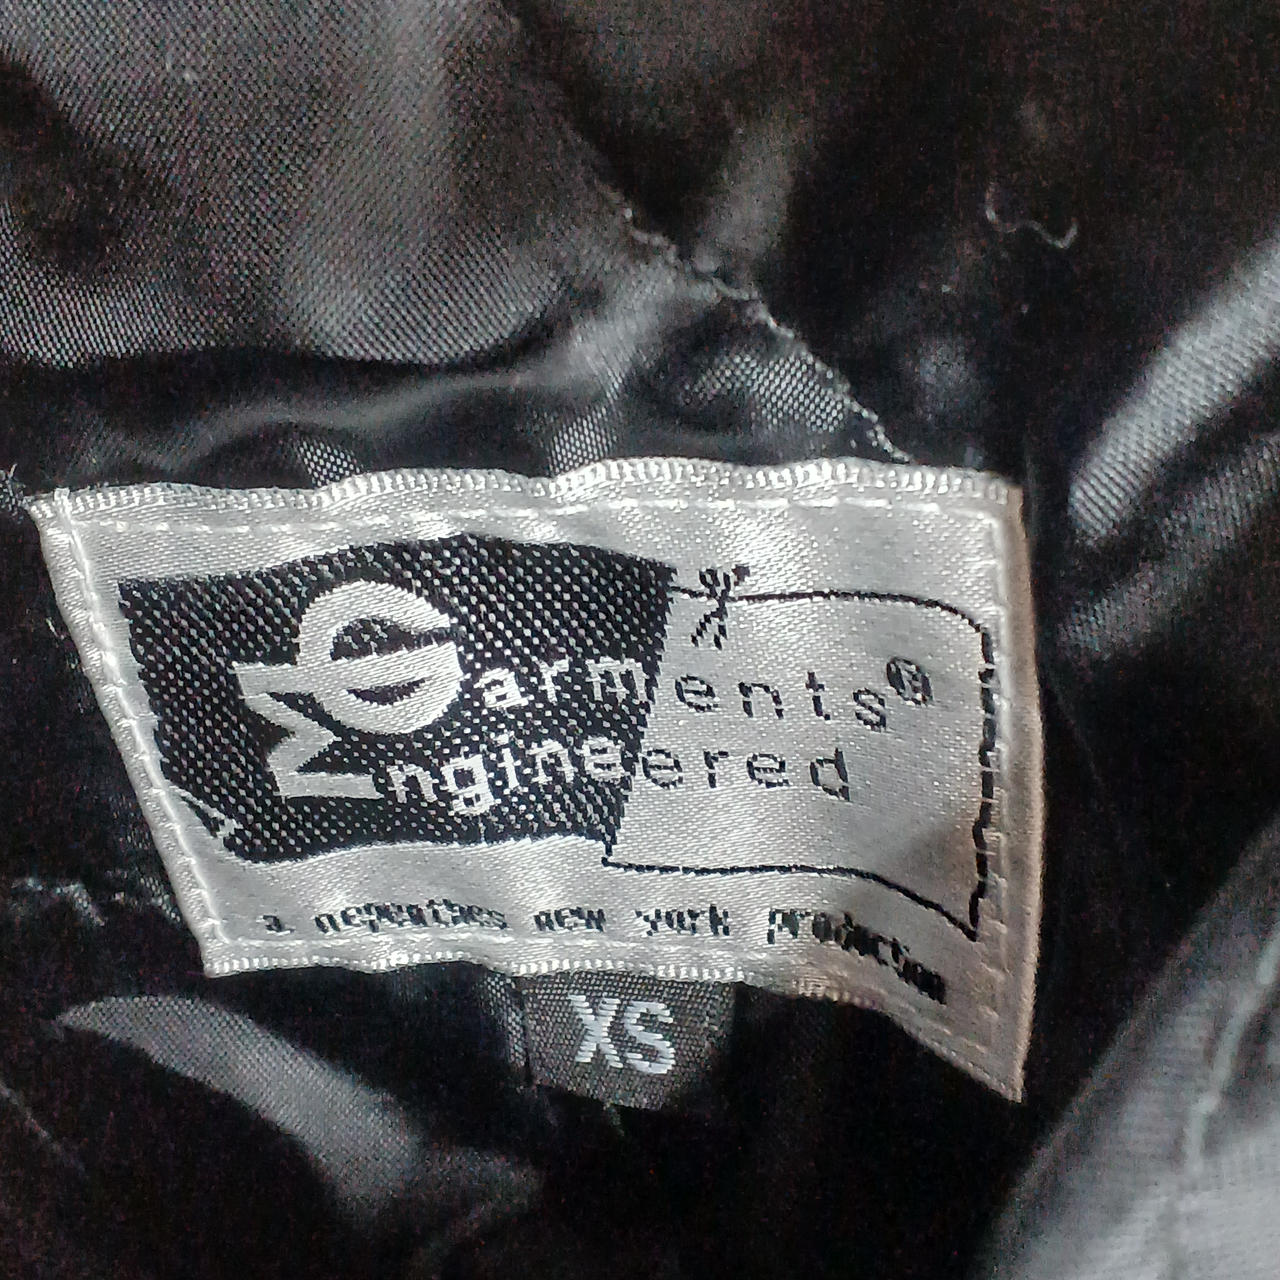 Garments®
Engineered
a nepenthes new york production
XS